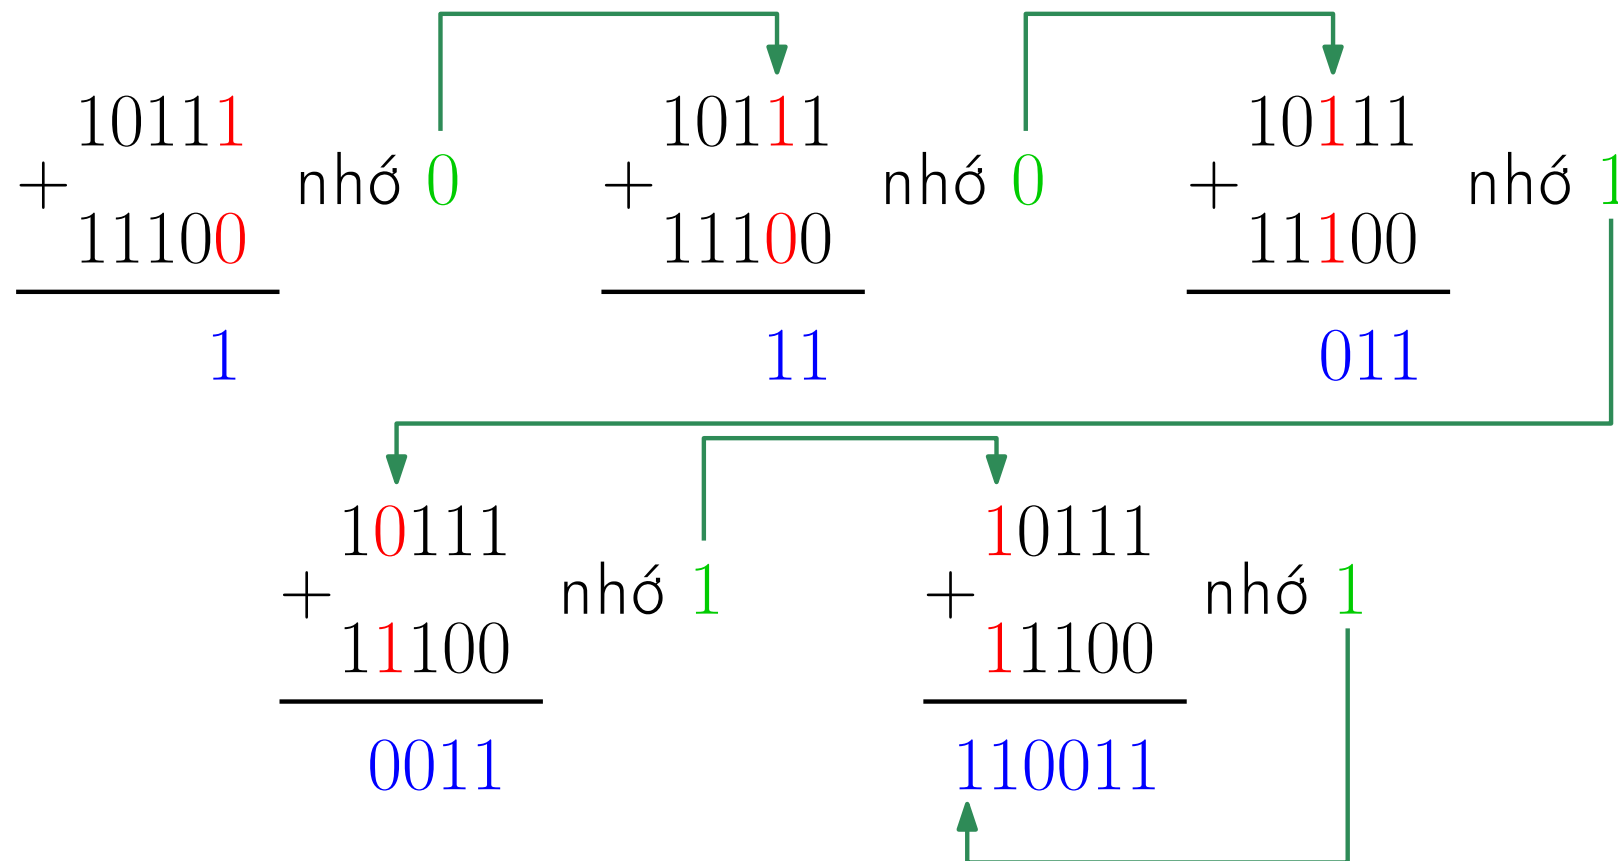 10111 10111 10111
+ nhớ 0 + nhớ 0 + nhớ 1
11100 11100 11100
1 11 011
10111 10111
+ nhớ 1 + nhớ 1
11100 11100
0011 110011